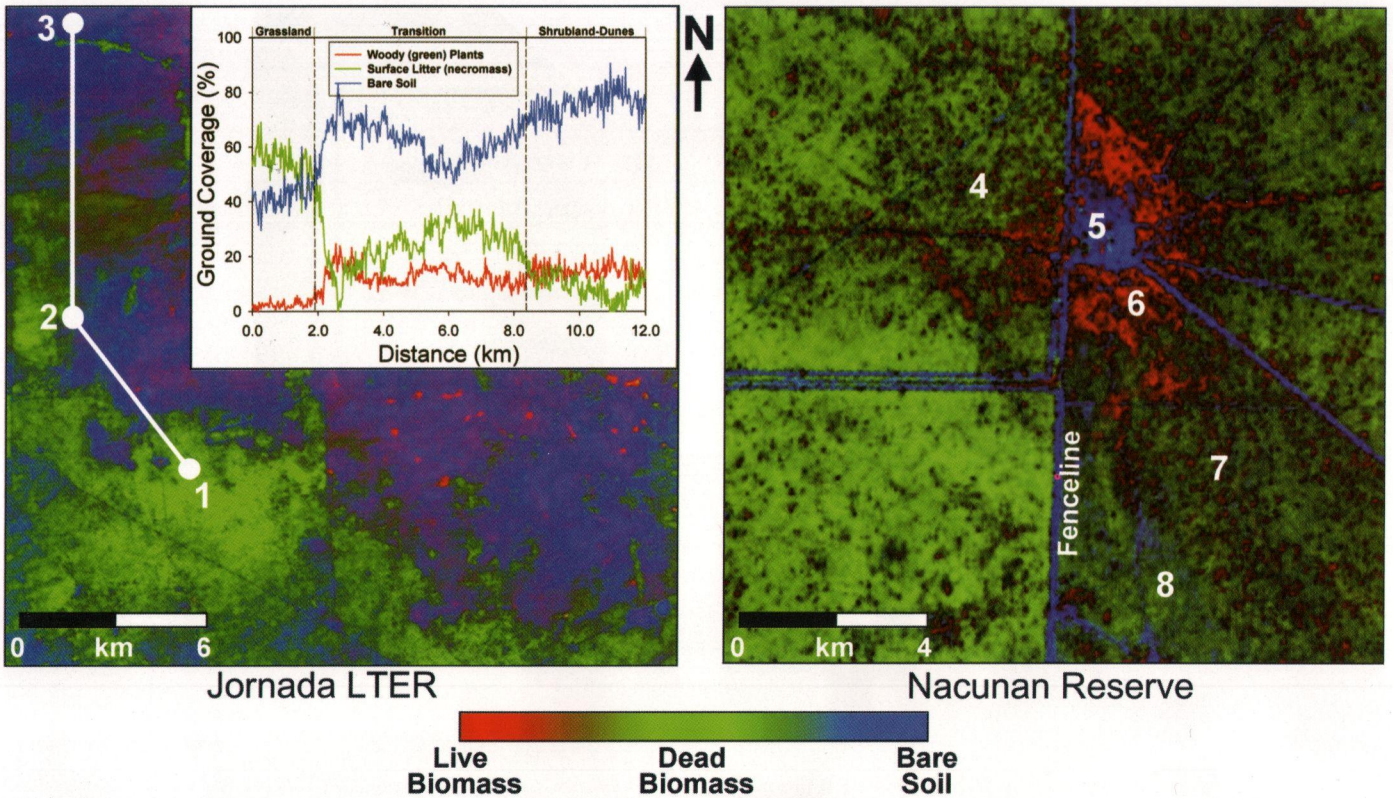 3
2
1
0 km 6
Grassland Transition Shrubland-Dunes
Woody (green) Plants
Surface Litter (necromass)
Bare Soil
Ground Coverage (%)
100
80
60
40
20
0
0.0 2.0 4.0 6.0 8.0 10.0 12.0
Distance (km)
N
4
5
6
7
8
Fenceline
0 km 4
Jornada LTER
Nacunan Reserve
Live Biomass
Dead Biomass
Bare Soil